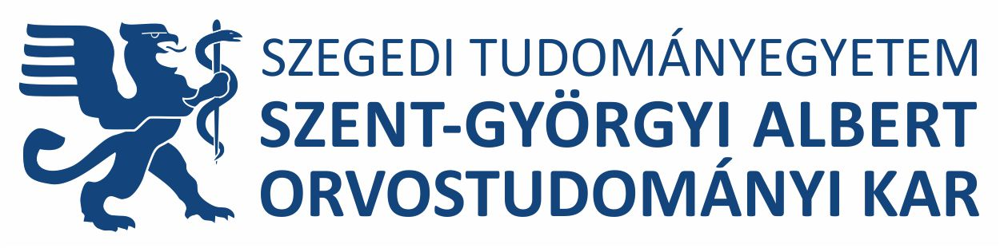 SZEGEDI TUDOMÁNYEGYETEM
SZENT-GYÖRGYI ALBERT
ORVOSTUDOMÁNYI KAR